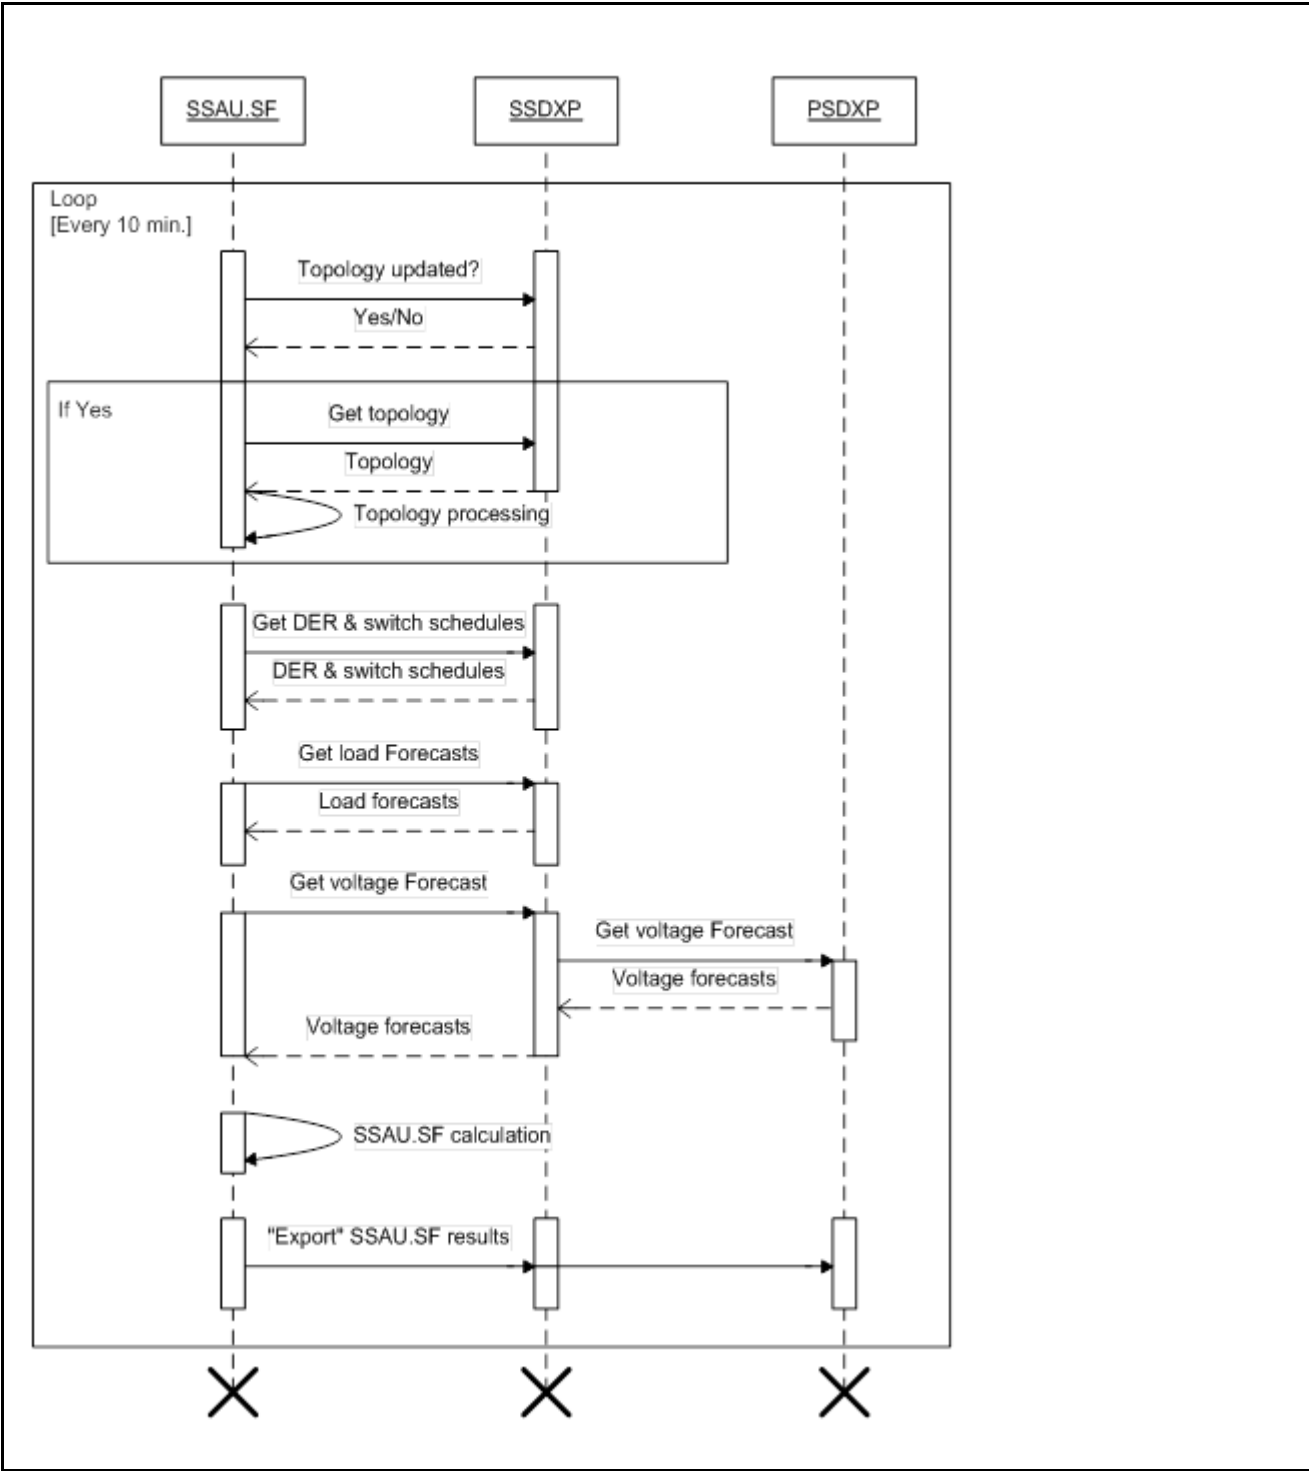 SSAU.SF
SSDXP
PSDXP
Loop
[Every 10 min.]
Topology updated?
Yes/No
If Yes
Get topology
Topology
Topology processing
Get DER & switch schedules
DER & switch schedules
Get load Forecasts
Load forecasts
Get voltage Forecast
Get voltage Forecast
Voltage forecasts
Voltage forecasts
SSAU.SF calculation
"Export" SSAU.SF results